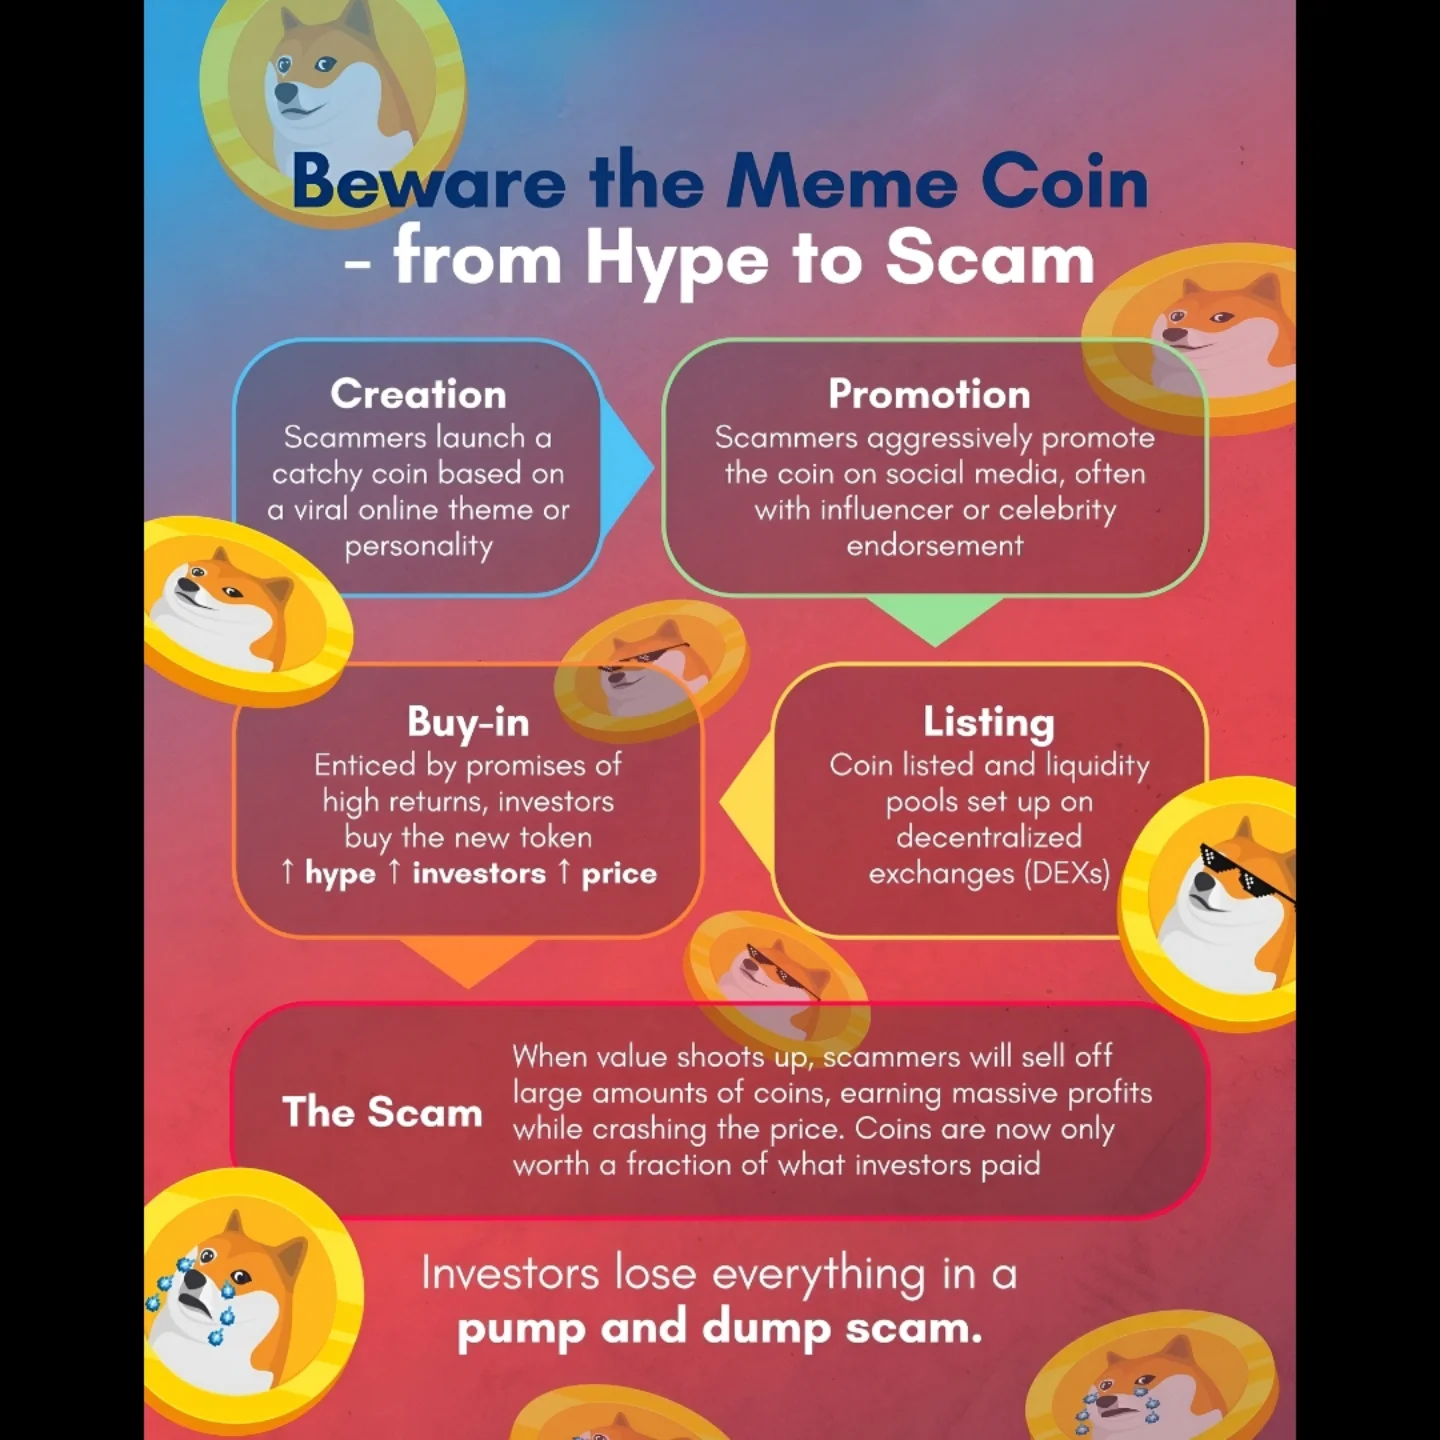 Beware the Meme Coin
- from Hype to Scam
Creation
Scammers launch a
catchy coin based on
a viral online theme or
personality
Promotion
Scammers aggressively promote
the coin on social media, often
with influencer or celebrity
endorsement
Listing
Coin listed and liquidity
pools set up on
decentralized
exchanges (DEXs)
Buy-in
Enticed by promises of
high returns, investors
buy the new token
↑ hype ↑ investors ↑ price
The Scam
When value shoots up, scammers will sell off
large amounts of coins, earning massive profits
while crashing the price. Coins are now only
worth a fraction of what investors paid
Investors lose everything in a
pump and dump scam.